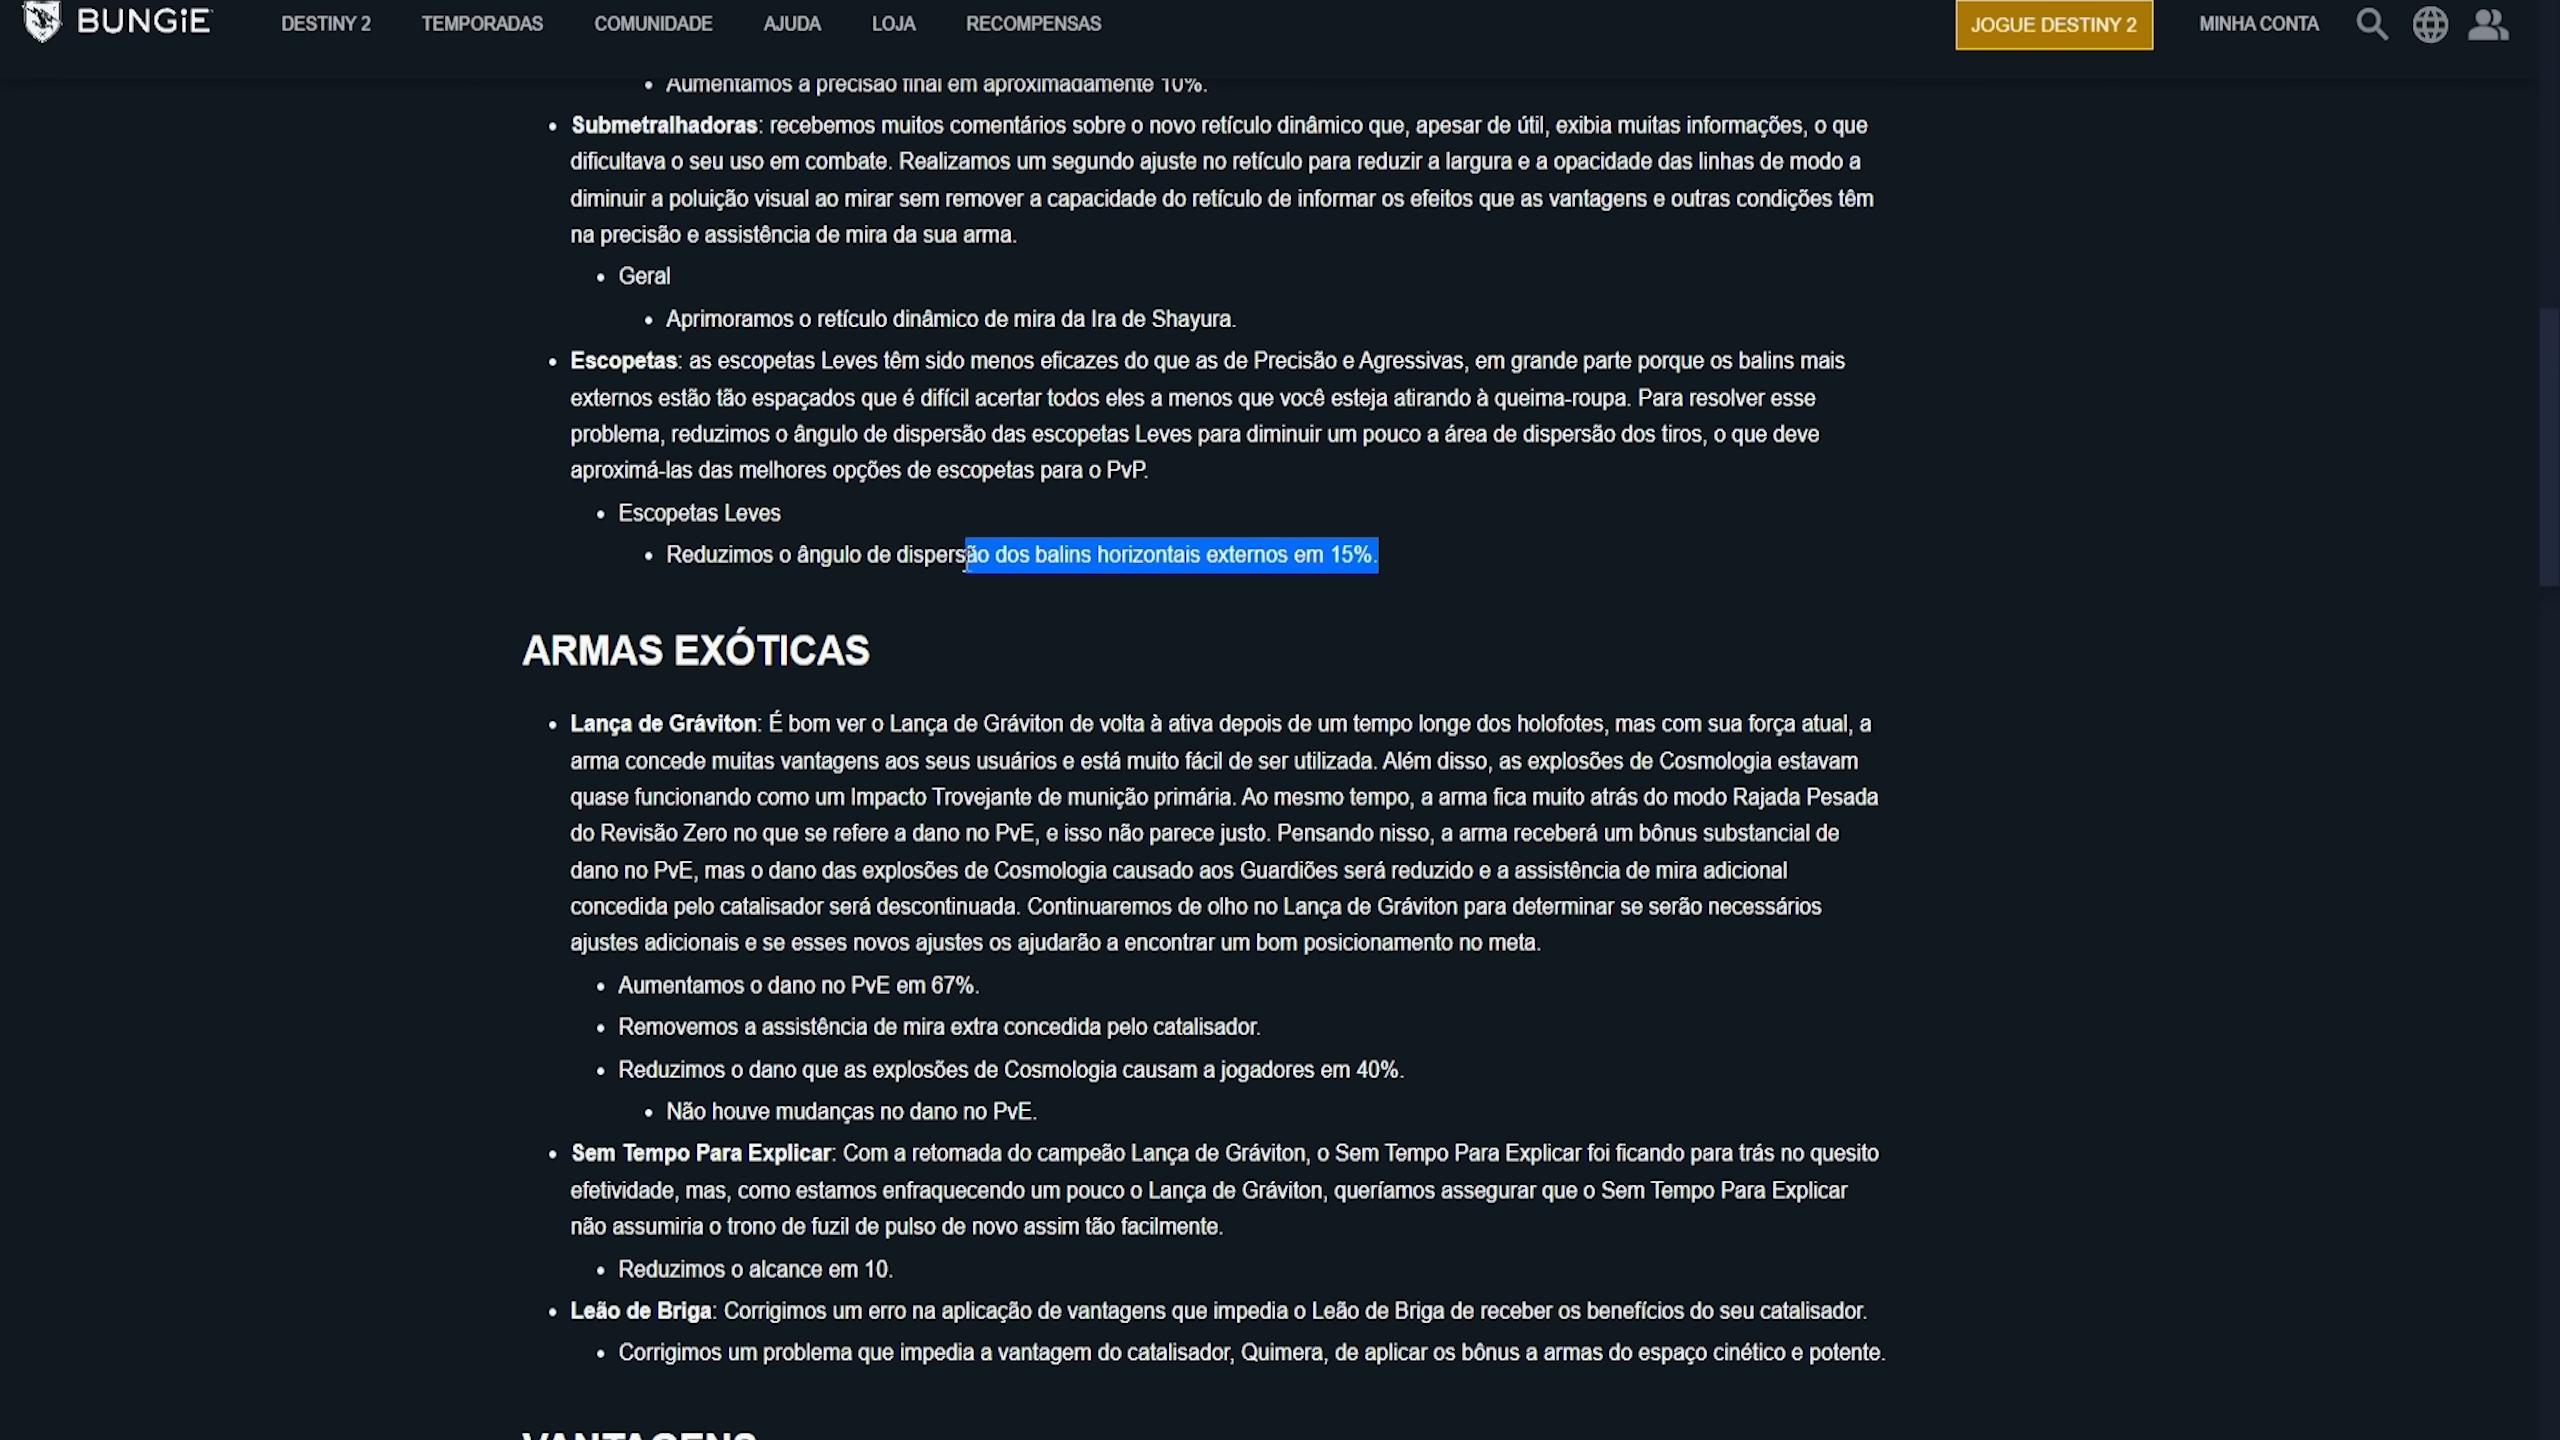 BUNGiE
DESTINY 2 TEMPORADAS COMUNIDADE AJUDA LOJA RECOMPENSAS JOGUE DESTINY 2 MINHA CONTA
• Aumentamos a precisão final em aproximadamente 10%.
• Submetralhadoras: recebemos muitos comentários sobre o novo retículo dinâmico que, apesar de útil, exibia muitas informações, o que
dificultava o seu uso em combate. Realizamos um segundo ajuste no retículo para reduzir a largura e a opacidade das linhas de modo a
diminuir a poluição visual ao mirar sem remover a capacidade do retículo de informar os efeitos que as vantagens e outras condições têm
na precisão e assistência de mira da sua arma.
• Geral
• Aprimoramos o retículo dinâmico de mira da Ira de Shayura.
• Escopetas: as escopetas Leves têm sido menos eficazes do que as de Precisão e Agressivas, em grande parte porque os balins mais
externos estão tão espaçados que é difícil acertar todos eles a menos que você esteja atirando à queima-roupa. Para resolver esse
problema, reduzimos o ângulo de dispersão das escopetas Leves para diminuir um pouco a área de dispersão dos tiros, o que deve
aproximá-las das melhores opções de escopetas para o PvP.
• Escopetas Leves
• Reduzimos o ângulo de dispersão dos balins horizontais externos em 15%.
ARMAS EXÓTICAS
• Lança de Gráviton: É bom ver o Lança de Gráviton de volta à ativa depois de um tempo longe dos holofotes, mas com sua força atual, a
arma concede muitas vantagens aos seus usuários e está muito fácil de ser utilizada. Além disso, as explosões de Cosmologia estavam
quase funcionando como um Impacto Trovejante de munição primária. Ao mesmo tempo, a arma fica muito atrás do modo Rajada Pesada
do Revisão Zero no que se refere a dano no PvE, e isso não parece justo. Pensando nisso, a arma receberá um bônus substancial de
dano no PvE, mas o dano das explosões de Cosmologia causado aos Guardiões será reduzido e a assistência de mira adicional
concedida pelo catalisador será descontinuada. Continuaremos de olho no Lança de Gráviton para determinar se serão necessários
ajustes adicionais e se esses novos ajustes os ajudarão a encontrar um bom posicionamento no meta.
• Aumentamos o dano no PvE em 67%.
• Removemos a assistência de mira extra concedida pelo catalisador.
• Reduzimos o dano que as explosões de Cosmologia causam a jogadores em 40%.
• Não houve mudanças no dano no PvE.
• Sem Tempo Para Explicar: Com a retomada do campeão Lança de Gráviton, o Sem Tempo Para Explicar foi ficando para trás no quesito
efetividade, mas, como estamos enfraquecendo um pouco o Lança de Gráviton, queríamos assegurar que o Sem Tempo Para Explicar
não assumiria o trono de fuzil de pulso de novo assim tão facilmente.
• Reduzimos o alcance em 10.
• Leão de Briga: Corrigimos um erro na aplicação de vantagens que impedia o Leão de Briga de receber os benefícios do seu catalisador.
• Corrigimos um problema que impedia a vantagem do catalisador, Quimera, de aplicar os bônus a armas do espaço cinético e potente.
VANTAGENS